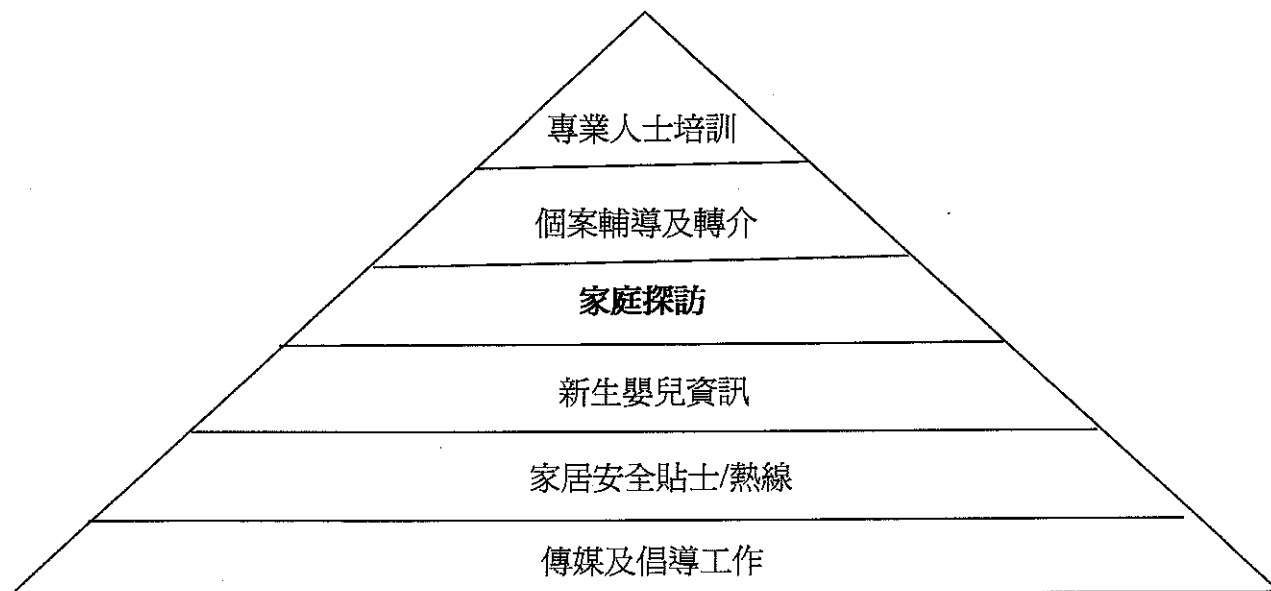 專業人士培訓
個案輔導及轉介
家庭探訪
新生嬰兒資訊
家居安全貼士/熱線
傳媒及倡導工作